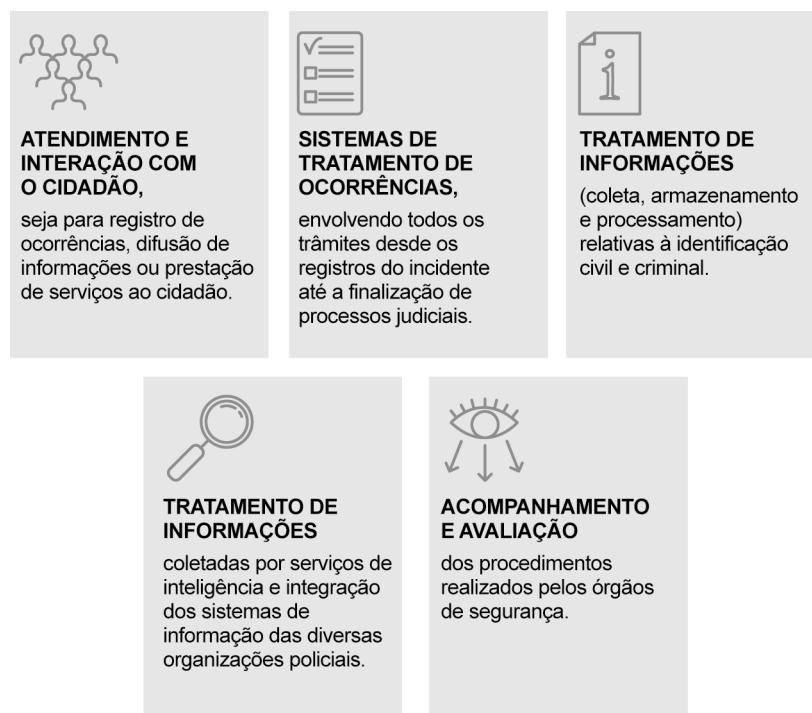 ATENDIMENTO E
INTERAÇÃO COM
O CIDADÃO,
seja para registro de
ocorrências, difusão de
informações ou prestação
de serviços ao cidadão.
SISTEMAS DE
TRATAMENTO DE
OCORRÊNCIAS,
envolvendo todos os
trâmites desde os
registros do incidente
até a finalização de
processos judiciais.
TRATAMENTO DE
INFORMAÇÕES
(coleta, armazenamento
e processamento)
relativas à identificação
civil e criminal.
TRATAMENTO DE
INFORMAÇÕES
coletadas por serviços de
inteligência e integração
dos sistemas de
informação das diversas
organizações policiais.
ACOMPANHAMENTO
E AVALIAÇÃO
dos procedimentos
realizados pelos órgãos
de segurança.